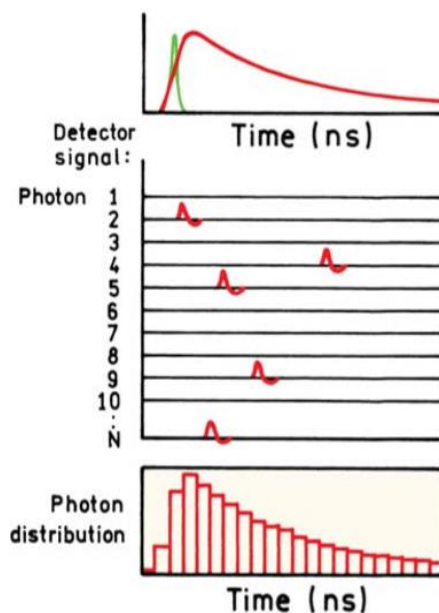 Time (ns)
Detector
signal:
Photon 1
2
3
4
5
6
7
8
9
10
:
N
Photon
distribution
Time (ns)